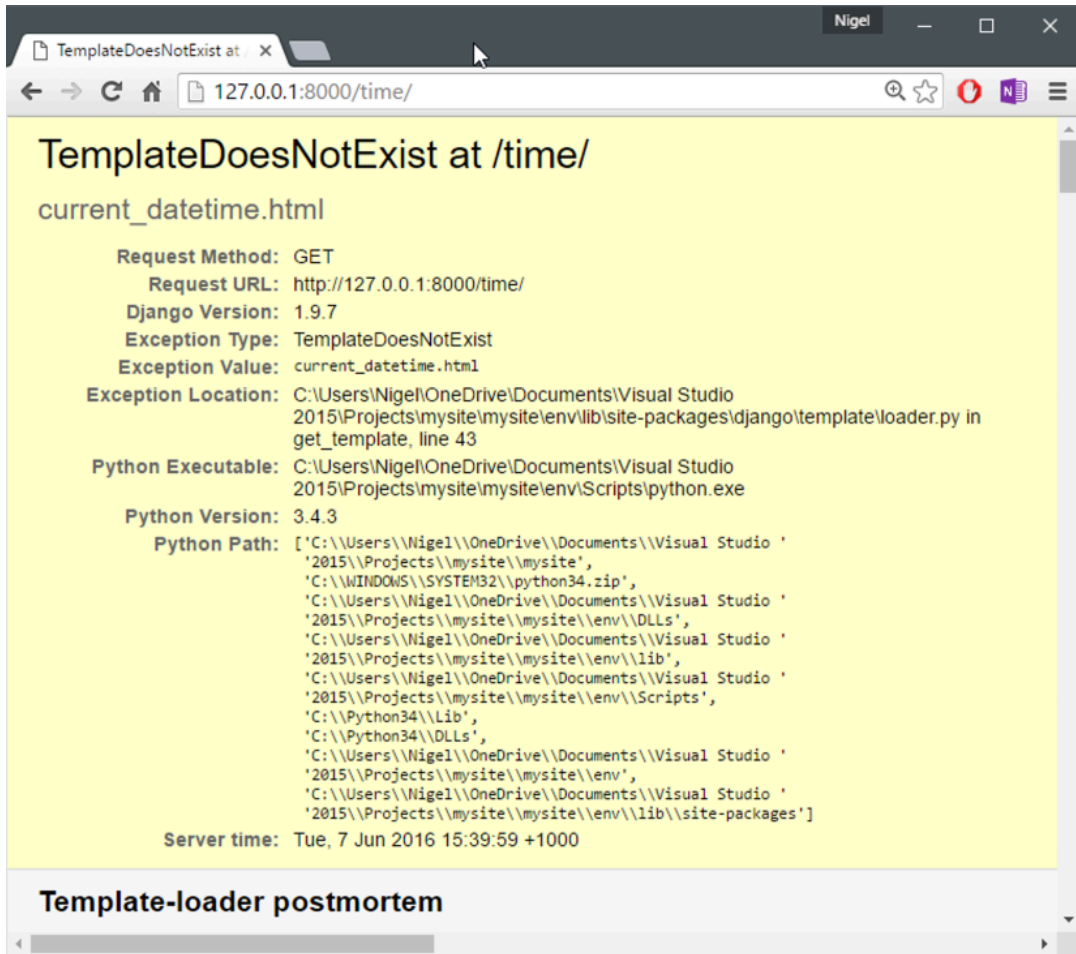 Nigel
TemplateDoesNotExist at /
127.0.0.1:8000/time/
TemplateDoesNotExist at /time/
current_datetime.html
Request Method: GET
Request URL: http://127.0.0.1:8000/time/
Django Version: 1.9.7
Exception Type: TemplateDoesNotExist
Exception Value: current_datetime.html
Exception Location: C:\Users\Nigel\OneDrive\Documents\Visual Studio
2015\Projects\mysite\mysite\env\lib\site-packages\django\template\loader.py in
get_template, line 43
Python Executable: C:\Users\Nigel\OneDrive\Documents\Visual Studio
2015\Projects\mysite\mysite\env\Scripts\python.exe
Python Version: 3.4.3
Python Path: ['C:\\Users\\Nigel\\OneDrive\\Documents\\Visual Studio '
'2015\\Projects\\mysite\\mysite',
'C:\\WINDOWS\\SYSTEM32\\python34.zip',
'C:\\Users\\Nigel\\OneDrive\\Documents\\Visual Studio '
'2015\\Projects\\mysite\\mysite\\env\\DLLs',
'C:\\Users\\Nigel\\OneDrive\\Documents\\Visual Studio '
'2015\\Projects\\mysite\\mysite\\env\\lib',
'C:\\Users\\Nigel\\OneDrive\\Documents\\Visual Studio '
'2015\\Projects\\mysite\\mysite\\env\\Scripts',
'C:\\Python34\\Lib',
'C:\\Python34\\DLLs',
'C:\\Users\\Nigel\\OneDrive\\Documents\\Visual Studio '
'2015\\Projects\\mysite\\mysite\\env',
'C:\\Users\\Nigel\\OneDrive\\Documents\\Visual Studio '
'2015\\Projects\\mysite\\mysite\\env\\lib\\site-packages']
Server time: Tue, 7 Jun 2016 15:39:59 +1000
Template-loader postmortem